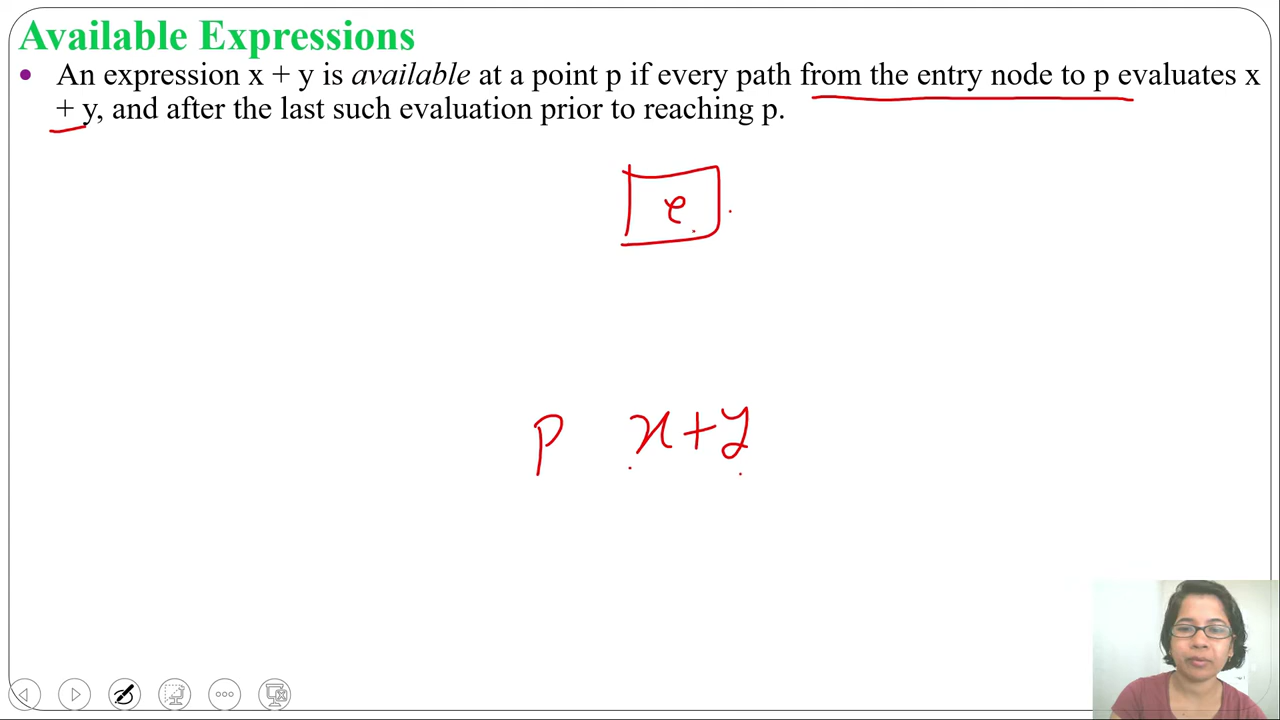 Available Expressions
• An expression x + y is available at a point p if every path from the entry node to p evaluates x
+ y, and after the last such evaluation prior to reaching p.
e
p x+y